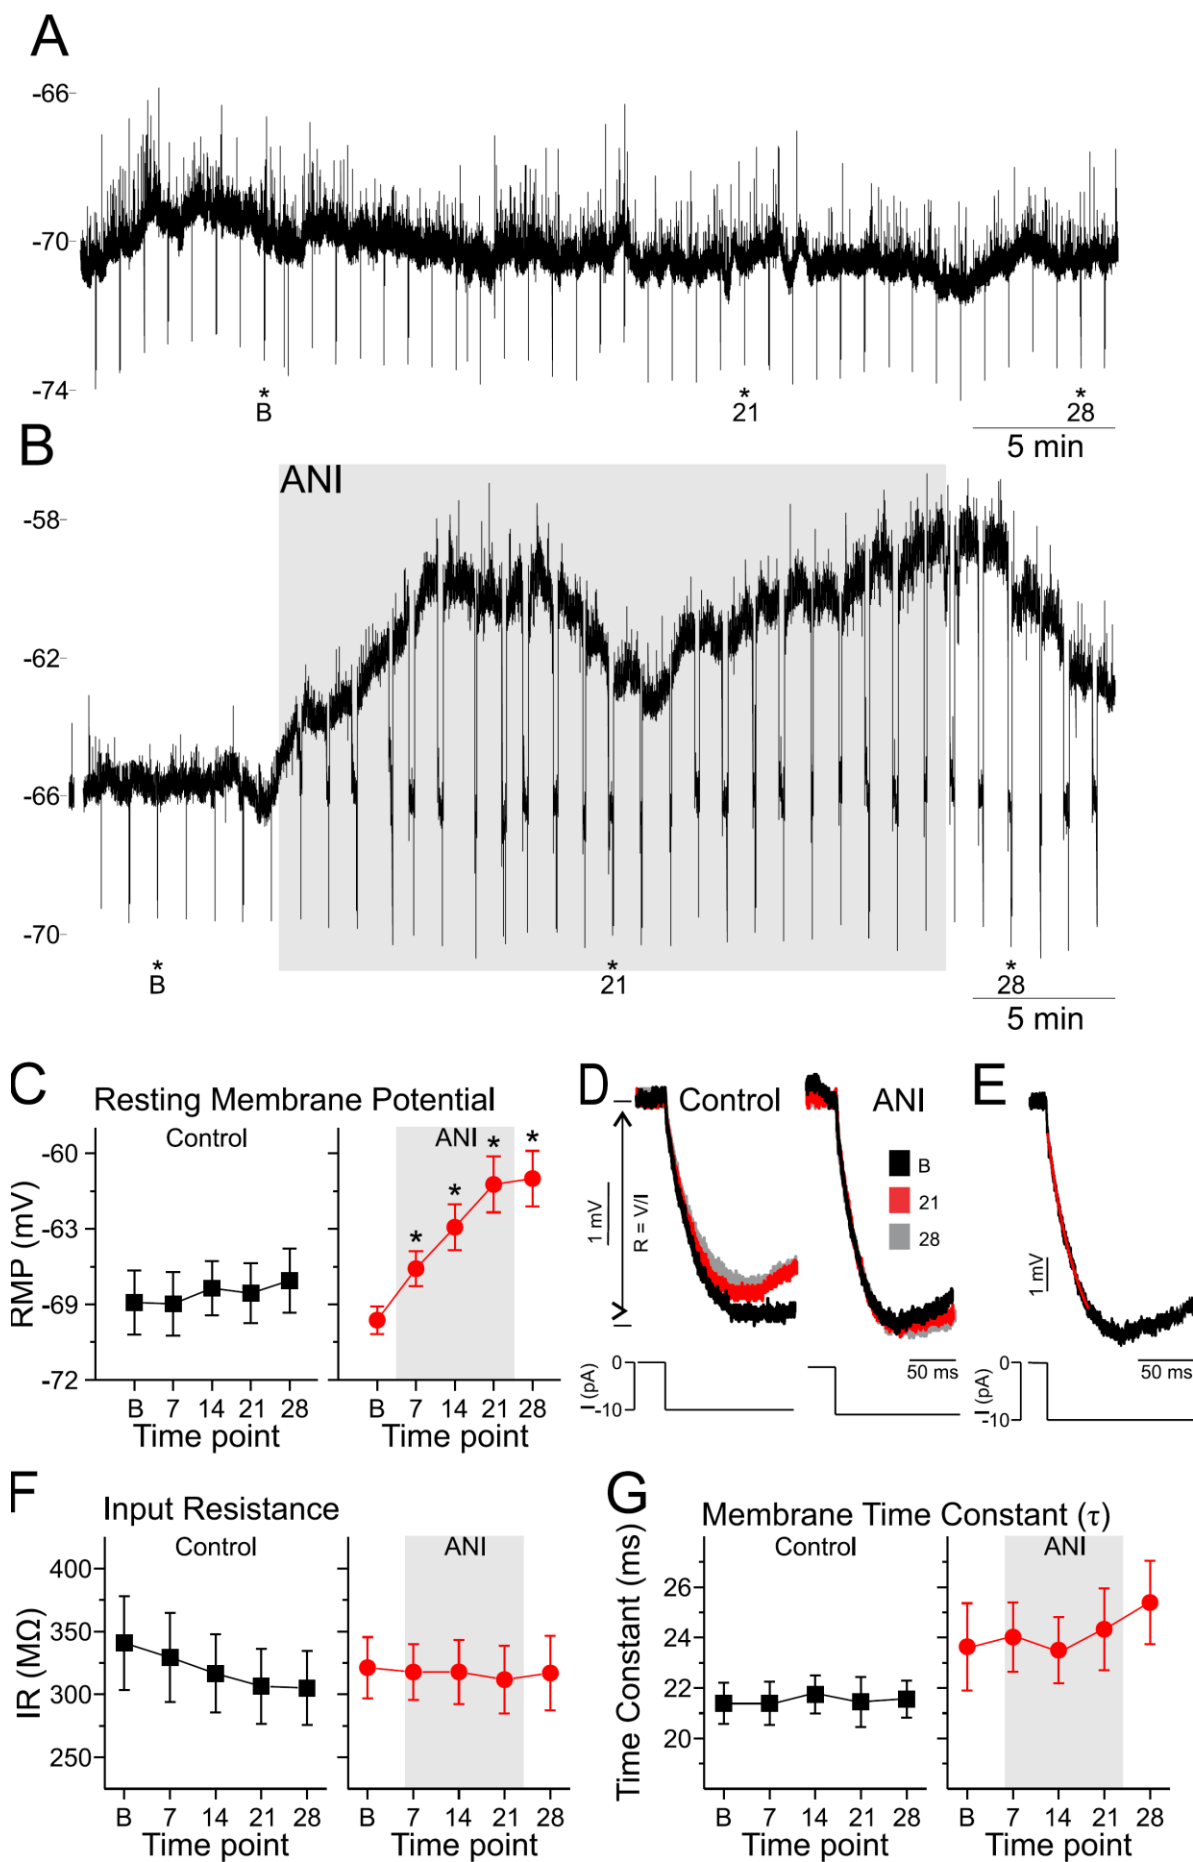 A
-66
-70
-74
* * *
B 21 28
5 min
B
ANI
-58
-62
-66
-70
* * *
B 21 28
5 min
C
Resting Membrane Potential
Control
ANI
* * * *
RMP (mV)
-60
-63
-69
-72
B 7 14 21 28
Time point
B 7 14 21 28
Time point
D
Control
ANI
B
21
28
1 mV
R = V/I
I (pA)
0
-10
50 ms
E
1 mV
I (pA)
0
-10
50 ms
F
Input Resistance
Control
ANI
IR (MΩ)
400
350
300
250
B 7 14 21 28
Time point
B 7 14 21 28
Time point
G
Membrane Time Constant (τ)
Control
ANI
Time Constant (ms)
26
24
22
20
B 7 14 21 28
Time point
B 7 14 21 28
Time point